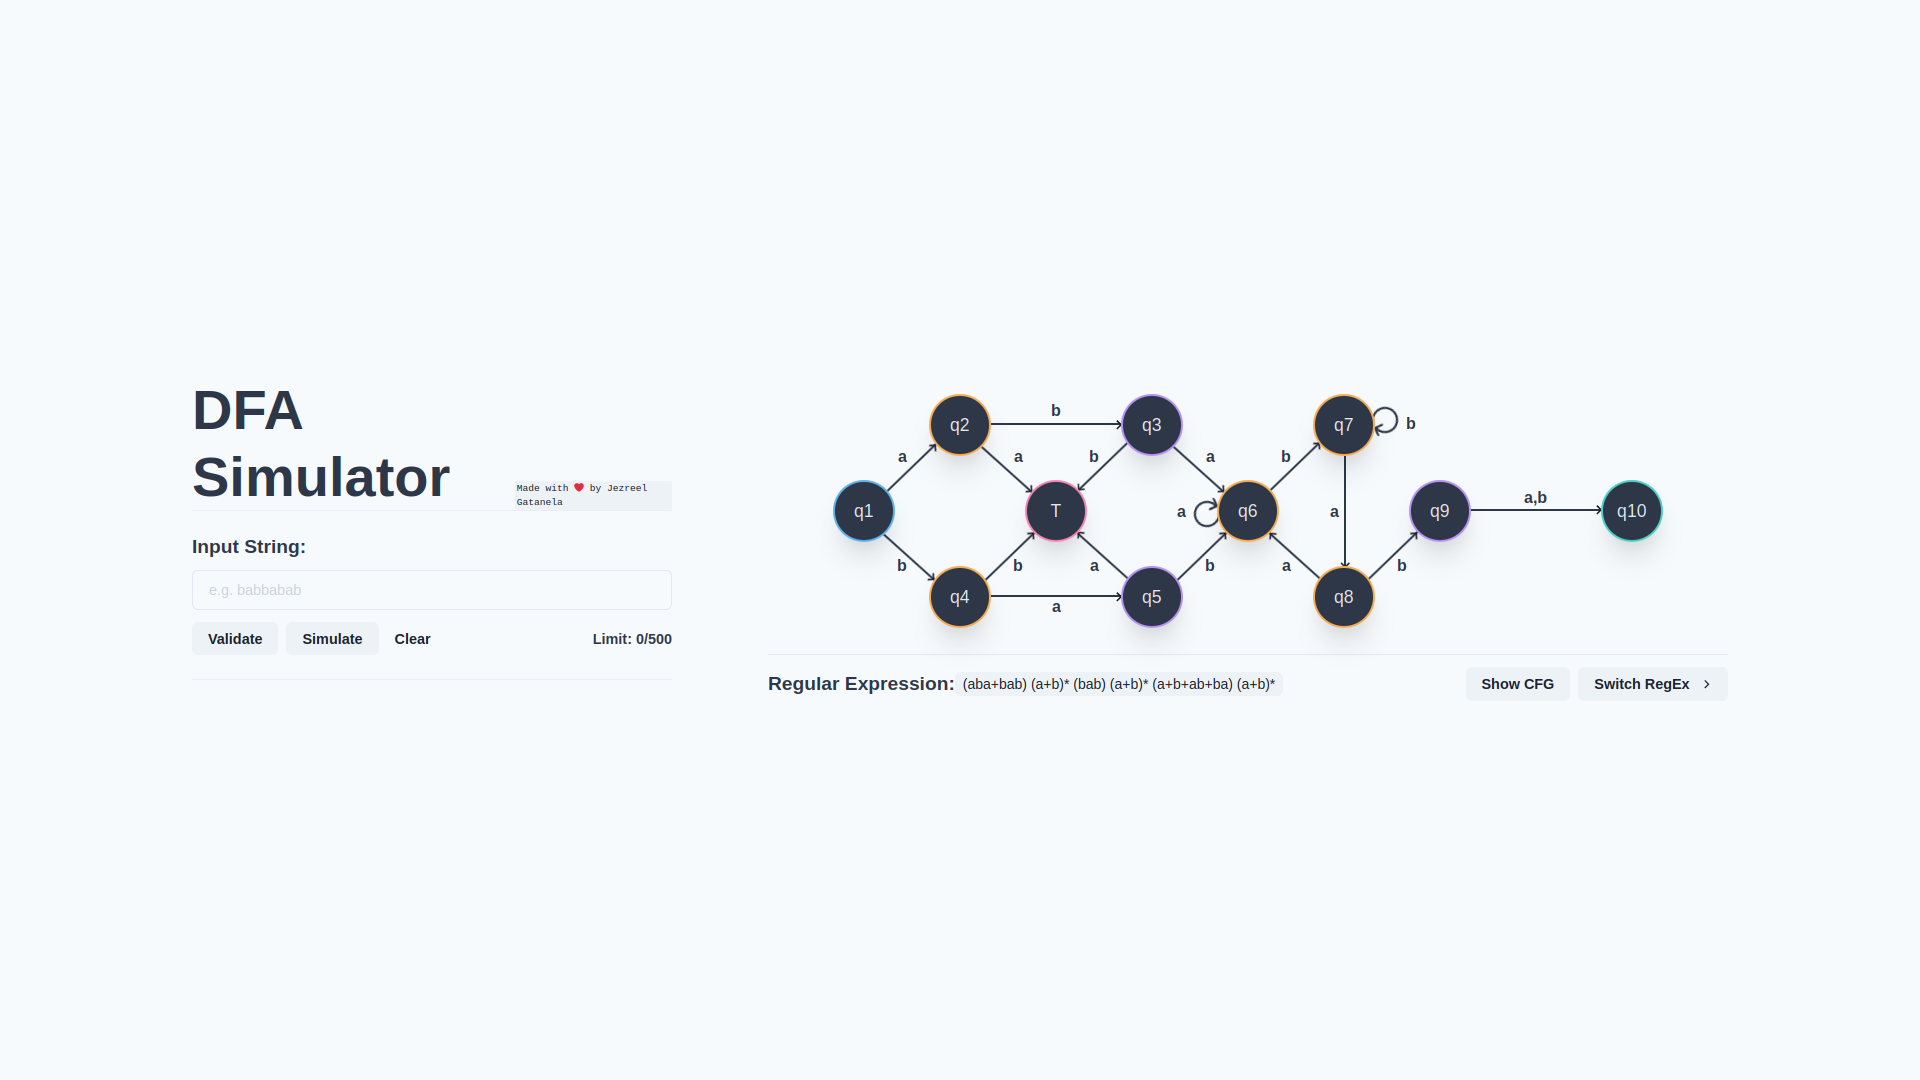 DFA
Simulator
Made with ❤ by Jezreel
Gatanela
Input String:
e.g. babbabab
Validate
Simulate
Clear
Limit: 0/500
q2
b
q3
q7
b
a
a
b
a
b
q1
T
a
q6
a
q9
a,b
q10
b
b
a
b
a
b
q4
a
q5
q8
Regular Expression: (aba+bab) (a+b)* (bab) (a+b)* (a+b+ab+ba) (a+b)*
Show CFG
Switch RegEx